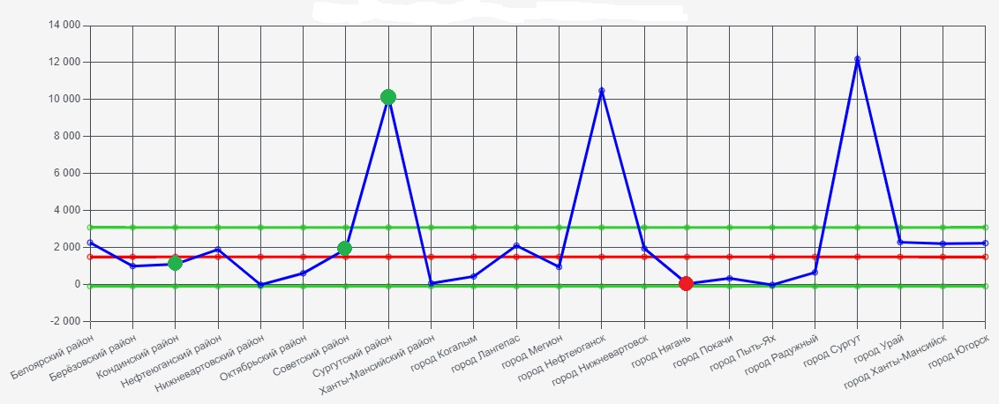 14 000
12 000
10 000
8 000
6 000
4 000
2 000
0
-2 000
Белоярский район
Берёзовский район
Кондинский район
Нефтеюганский район
Нижневартовский район
Октябрьский район
Советский район
Сургутский район
Ханты-Мансийский район
город Когалым
город Лангепас
город Мегион
город Нефтеюганск
город Нижневартовск
город Нягань
город Покачи
город Пыть-Ях
город Радужный
город Сургут
город Урай
город Ханты-Мансийск
город Югорск